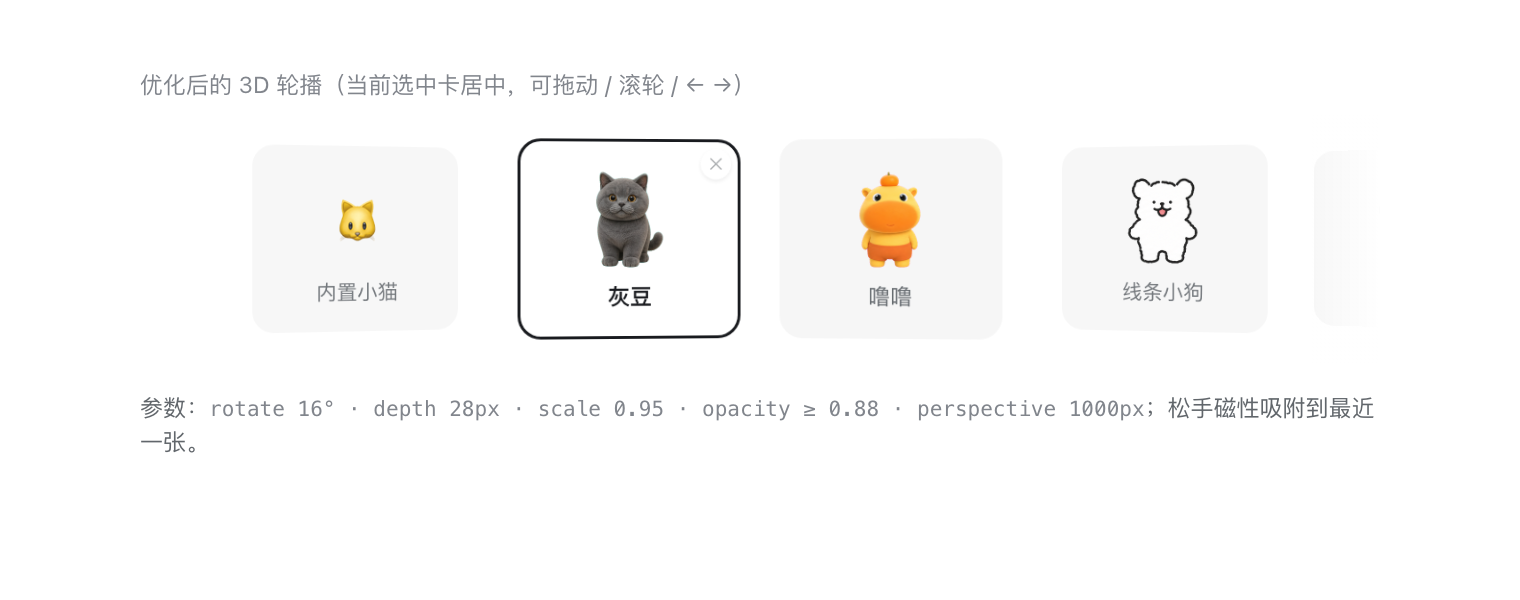 优化后的 3D 轮播（当前选中卡居中，可拖动 / 滚轮 / ← →）
内置小猫
灰豆
噜噜
线条小狗
参数：rotate 16° · depth 28px · scale 0.95 · opacity ≥ 0.88 · perspective 1000px；松手磁性吸附到最近
一张。